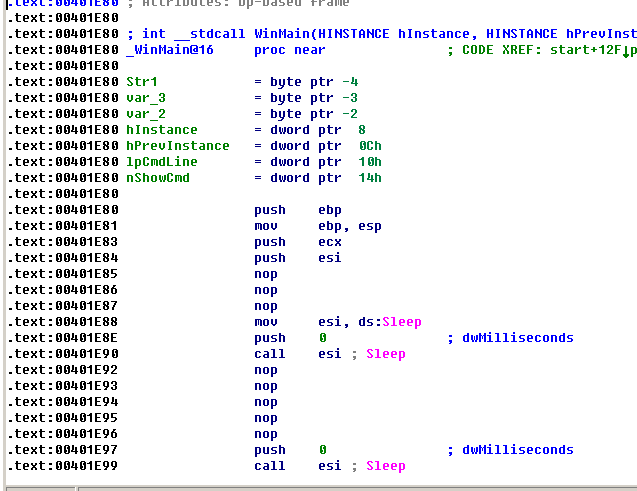 .text:00401E80 ; Attributes: bp-based frame
.text:00401E80
.text:00401E80 ; int __stdcall WinMain(HINSTANCE hInstance, HINSTANCE hPrevInst
.text:00401E80 _WinMain@16 proc near ; CODE XREF: start+12F↓p
.text:00401E80
.text:00401E80 Str1 = byte ptr -4
.text:00401E80 var_3 = byte ptr -3
.text:00401E80 var_2 = byte ptr -2
.text:00401E80 hInstance = dword ptr 8
.text:00401E80 hPrevInstance = dword ptr 0Ch
.text:00401E80 lpCmdLine = dword ptr 10h
.text:00401E80 nShowCmd = dword ptr 14h
.text:00401E80
.text:00401E80 push ebp
.text:00401E81 mov ebp, esp
.text:00401E83 push ecx
.text:00401E84 push esi
.text:00401E85 nop
.text:00401E86 nop
.text:00401E87 nop
.text:00401E88 mov esi, ds:Sleep
.text:00401E8E push 0 ; dwMilliseconds
.text:00401E90 call esi ; Sleep
.text:00401E92 nop
.text:00401E93 nop
.text:00401E94 nop
.text:00401E95 nop
.text:00401E96 nop
.text:00401E97 push 0 ; dwMilliseconds
.text:00401E99 call esi ; Sleep